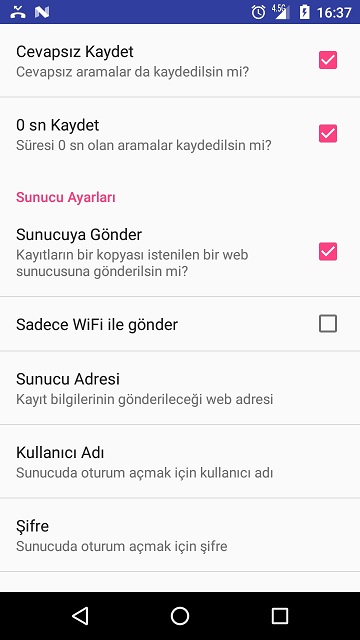 4.5G 16:37
Cevapsız Kaydet
Cevapsız aramalar da kaydedilsin mi?
0 sn Kaydet
Süresi 0 sn olan aramalar kaydedilsin mi?
Sunucu Ayarları
Sunucuya Gönder
Kayıtların bir kopyası istenilen bir web
sunucusuna gönderilsin mi?
Sadece WiFi ile gönder
Sunucu Adresi
Kayıt bilgilerinin gönderileceği web adresi
Kullanıcı Adı
Sunucuda oturum açmak için kullanıcı adı
Şifre
Sunucuda oturum açmak için şifre